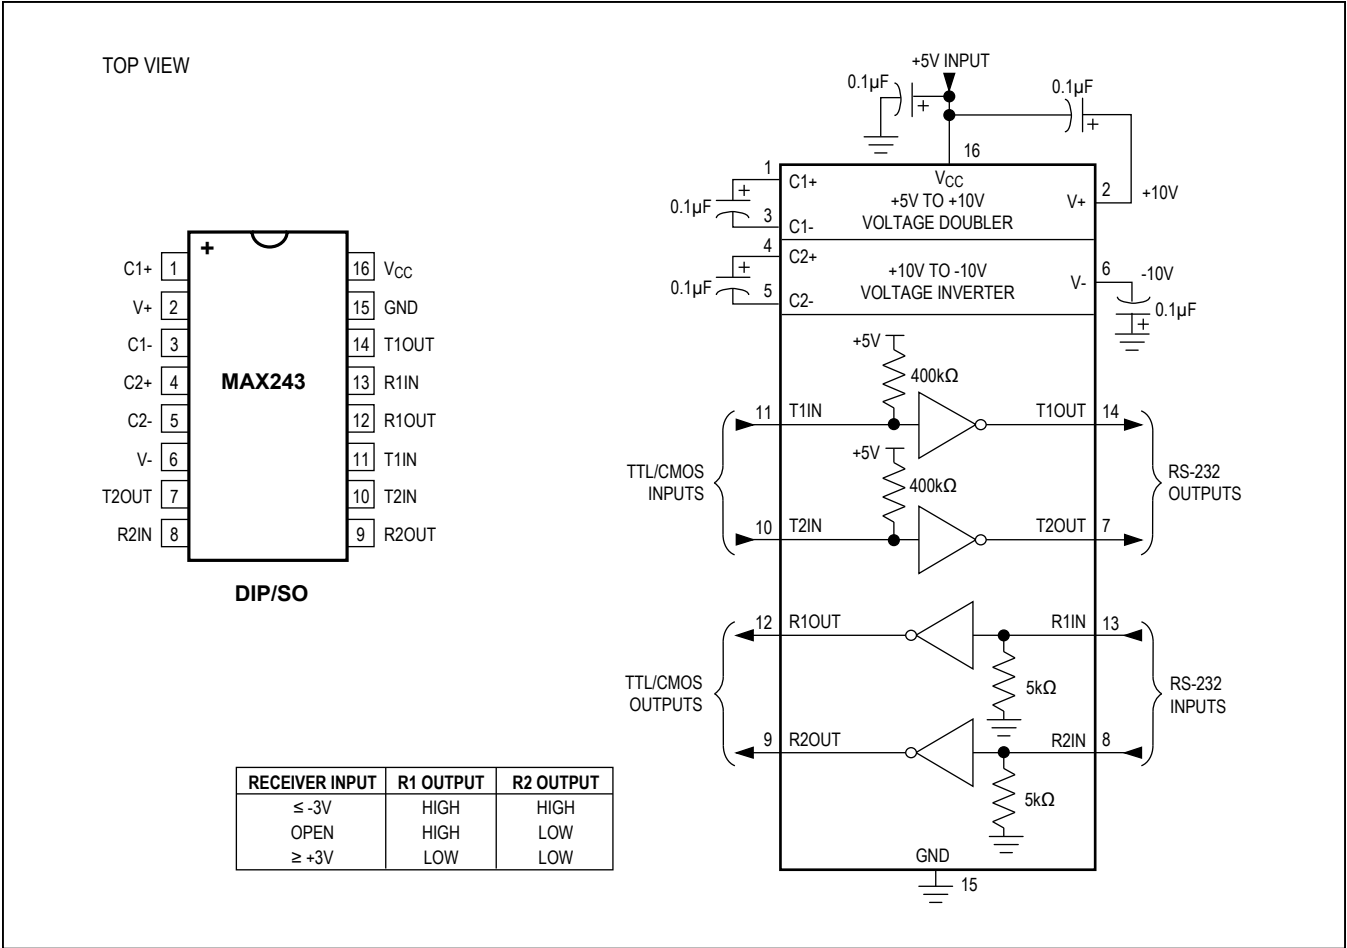 TOP VIEW
+
C1+ 1
V+ 2
C1- 3
C2+ 4
C2- 5
V- 6
T2OUT 7
R2IN 8
MAX243
16 VCC
15 GND
14 T1OUT
13 R1IN
12 R1OUT
11 T1IN
10 T2IN
9 R2OUT
DIP/SO
RECEIVER INPUT R1 OUTPUT R2 OUTPUT
≤ -3V HIGH HIGH
OPEN HIGH LOW
≥ +3V LOW LOW
+5V INPUT
0.1µF
+
0.1µF
+
16
VCC
1 C1+
+
0.1µF
3 C1-
+5V TO +10V
VOLTAGE DOUBLER
V+ 2 +10V
4 C2+
+
0.1µF
5 C2-
+10V TO -10V
VOLTAGE INVERTER
V- 6 -10V
0.1µF
+
+5V
400kΩ
11 T1IN
T1OUT 14
+5V
400kΩ
TTL/CMOS
INPUTS
RS-232
OUTPUTS
10 T2IN
T2OUT 7
12 R1OUT
R1IN 13
5kΩ
TTL/CMOS
OUTPUTS
RS-232
INPUTS
9 R2OUT
R2IN 8
5kΩ
GND
15